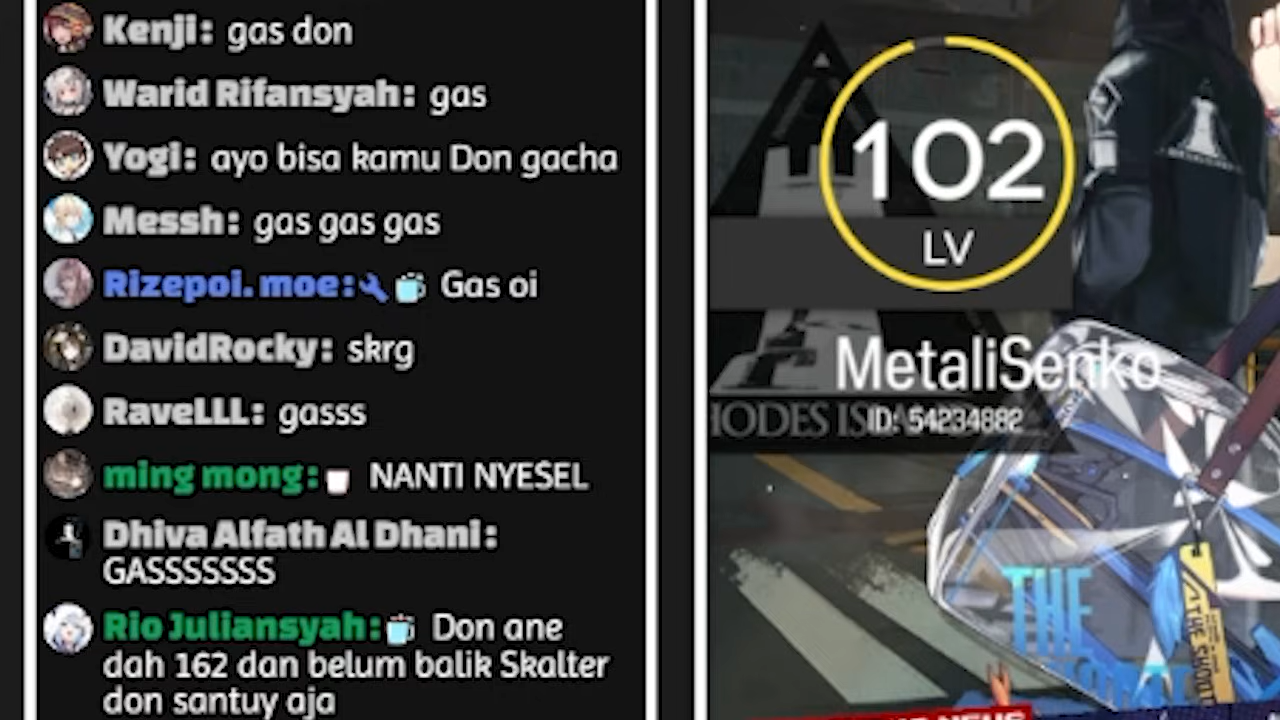 Kenji: gas don
Warid Rifansyah: gas
Yogi: ayo bisa kamu Don gacha
Messh: gas gas gas
Rizepoi.moe: Gas oi
DavidRocky: skrg
RaveLLL: gasss
ming mong: NANTI NYESEL
Dhiva Alfath Al Dhani:
GASSSSSSS
Rio Juliansyah: Don ane
dah 162 dan belum balik Skalter
don santuy aja
102
LV
MetaliSenko
ID: 54234882
THE